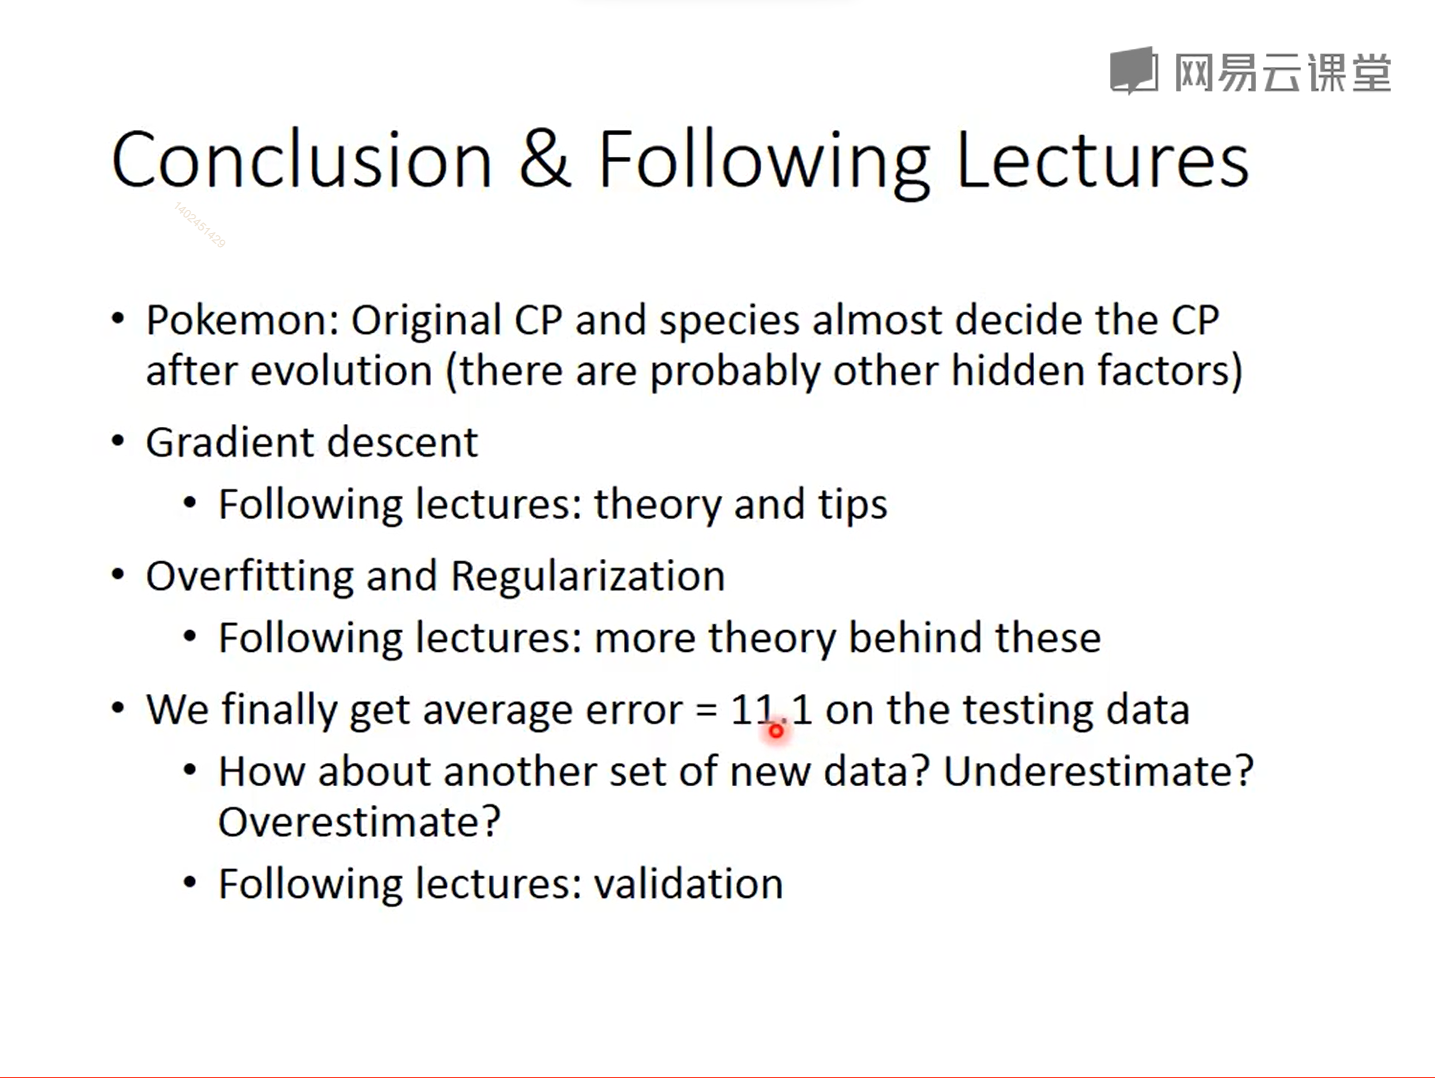 网易云课堂
Conclusion & Following Lectures
1402451429
• Pokemon: Original CP and species almost decide the CP
after evolution (there are probably other hidden factors)
• Gradient descent
• Following lectures: theory and tips
• Overfitting and Regularization
• Following lectures: more theory behind these
• We finally get average error = 11.1 on the testing data
• How about another set of new data? Underestimate?
Overestimate?
• Following lectures: validation